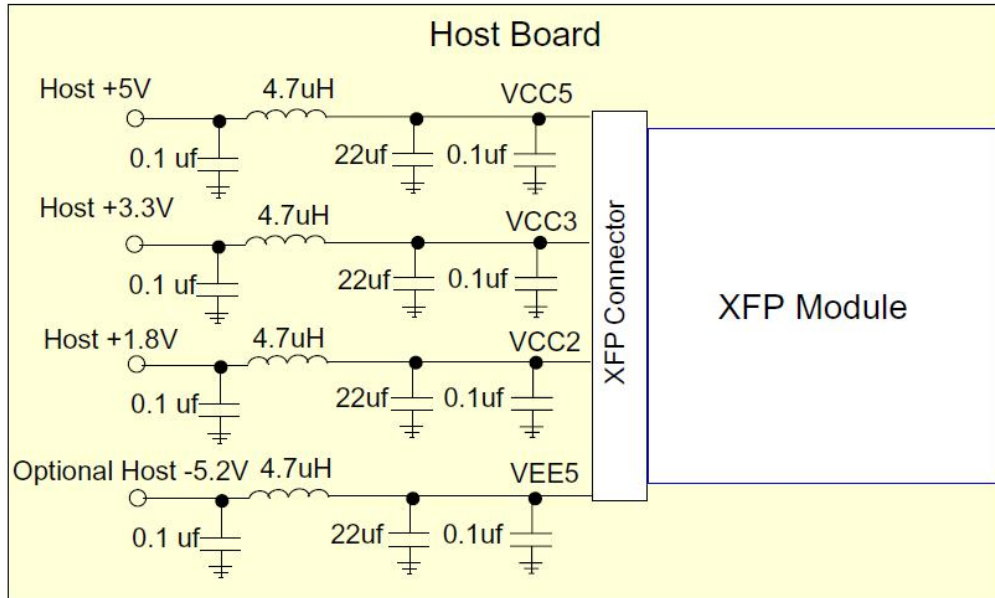 Host Board
Host +5V
4.7uH
VCC5
0.1 uf
22uf
0.1uf
Host +3.3V
4.7uH
VCC3
0.1 uf
22uf
0.1uf
Host +1.8V
4.7uH
VCC2
0.1 uf
22uf
0.1uf
Optional Host -5.2V
4.7uH
VEE5
0.1 uf
22uf
0.1uf
XFP Connector
XFP Module